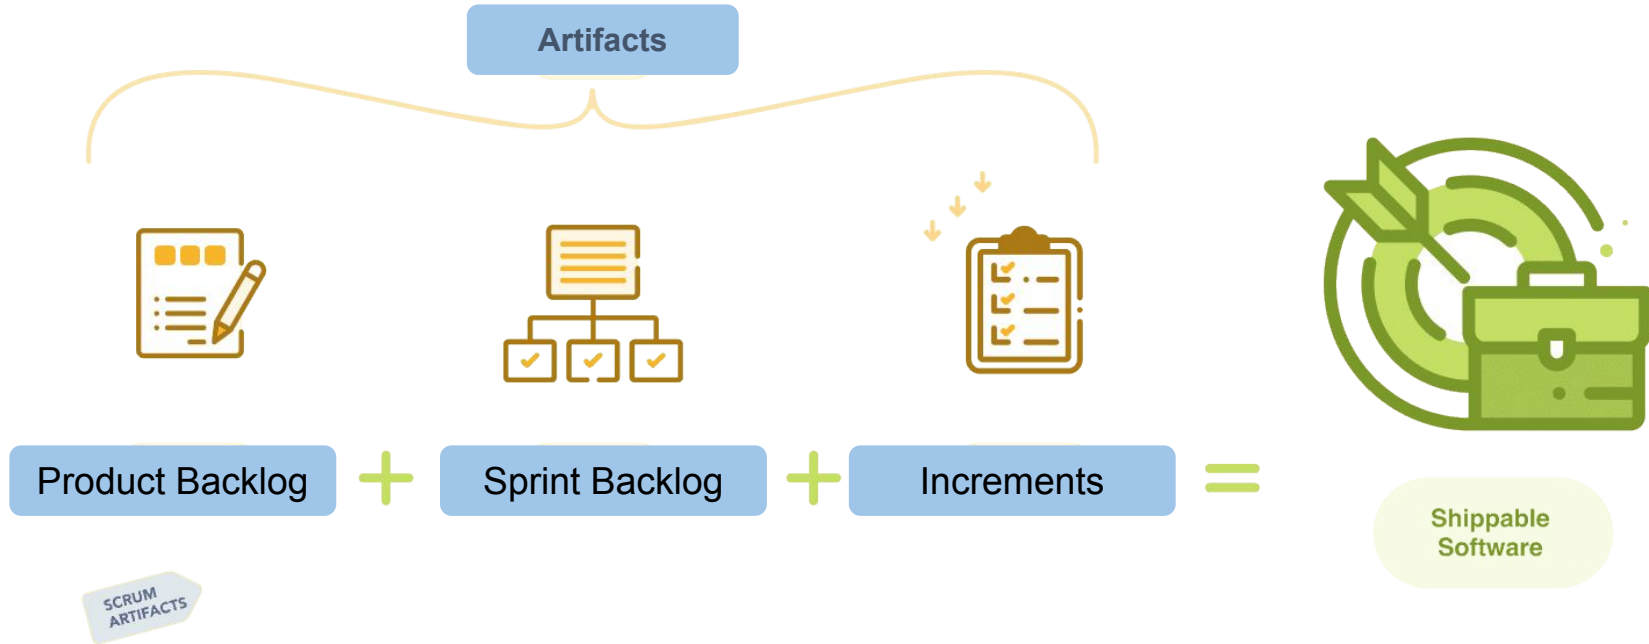 Artifacts
Product Backlog
Sprint Backlog
Increments
Shippable
Software
SCRUM
ARTIFACTS